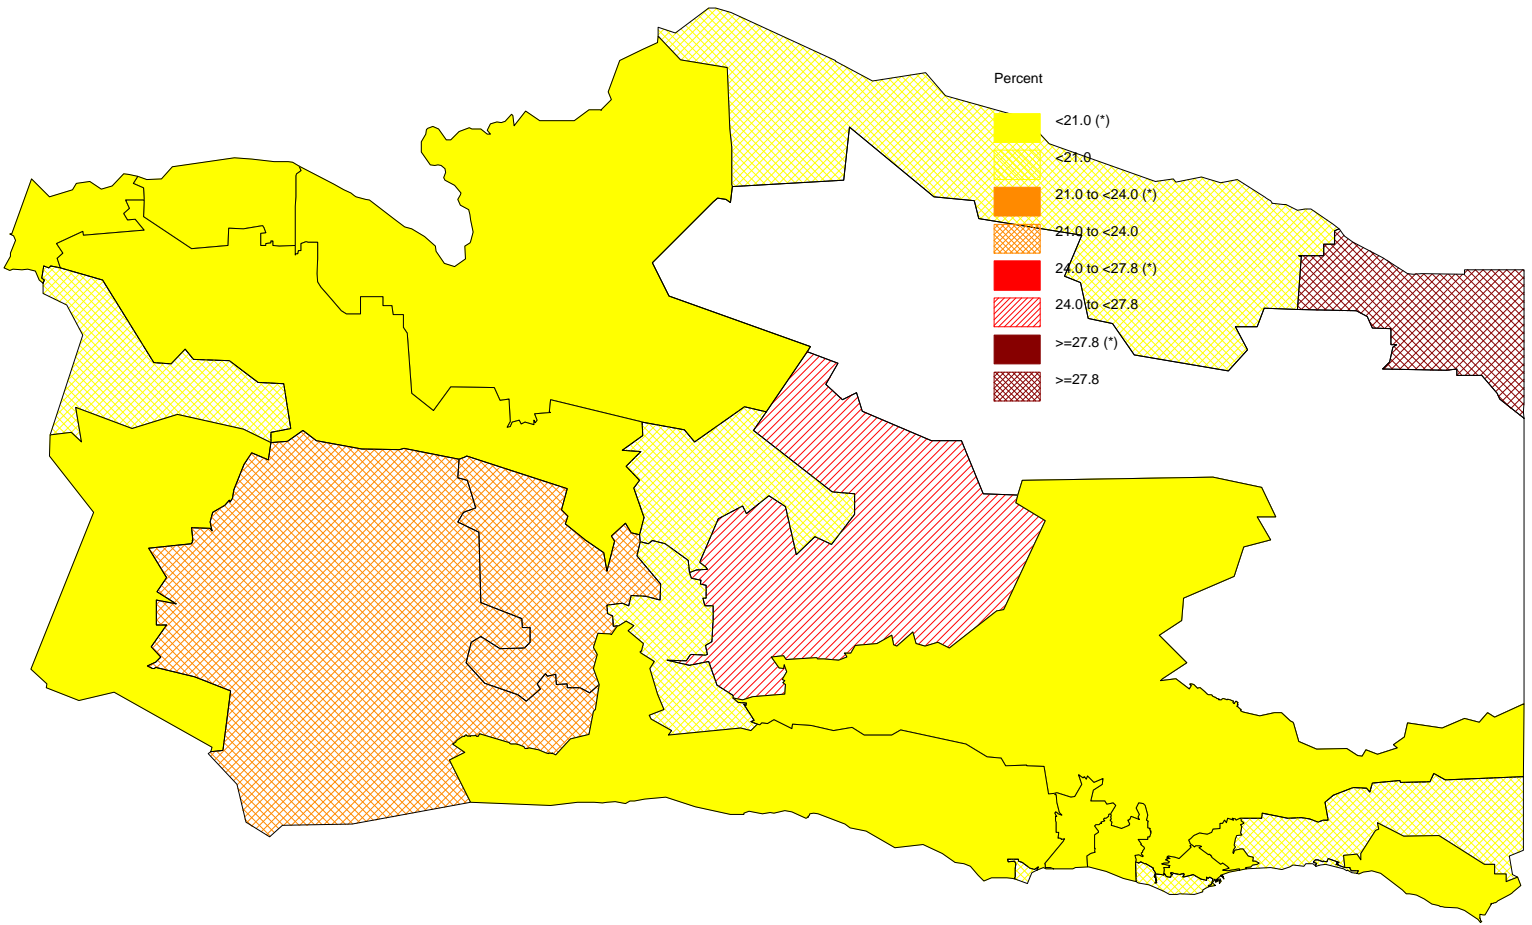 Percent
<21.0 (*)
<21.0
21.0 to <24.0 (*)
21.0 to <24.0
24.0 to <27.8 (*)
24.0 to <27.8
>=27.8 (*)
>=27.8